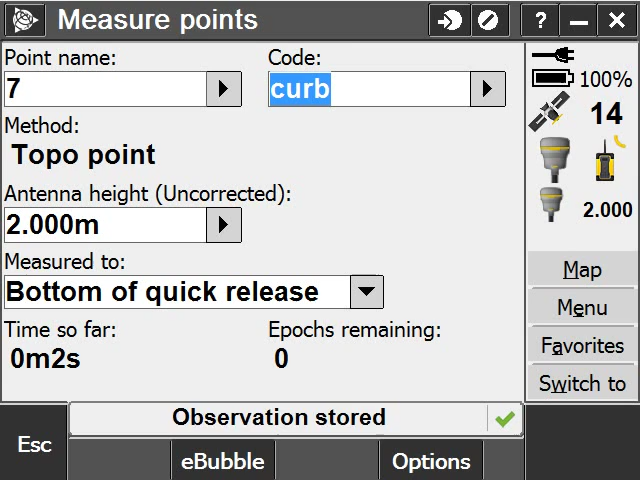 Measure points
?
Point name:
Code:
7
curb
100%
Method:
14
Topo point
Antenna height (Uncorrected):
2.000m
2.000
Measured to:
Map
Bottom of quick release
Menu
Time so far:
Epochs remaining:
Favorites
0m2s
0
Switch to
Observation stored
Esc
eBubble
Options